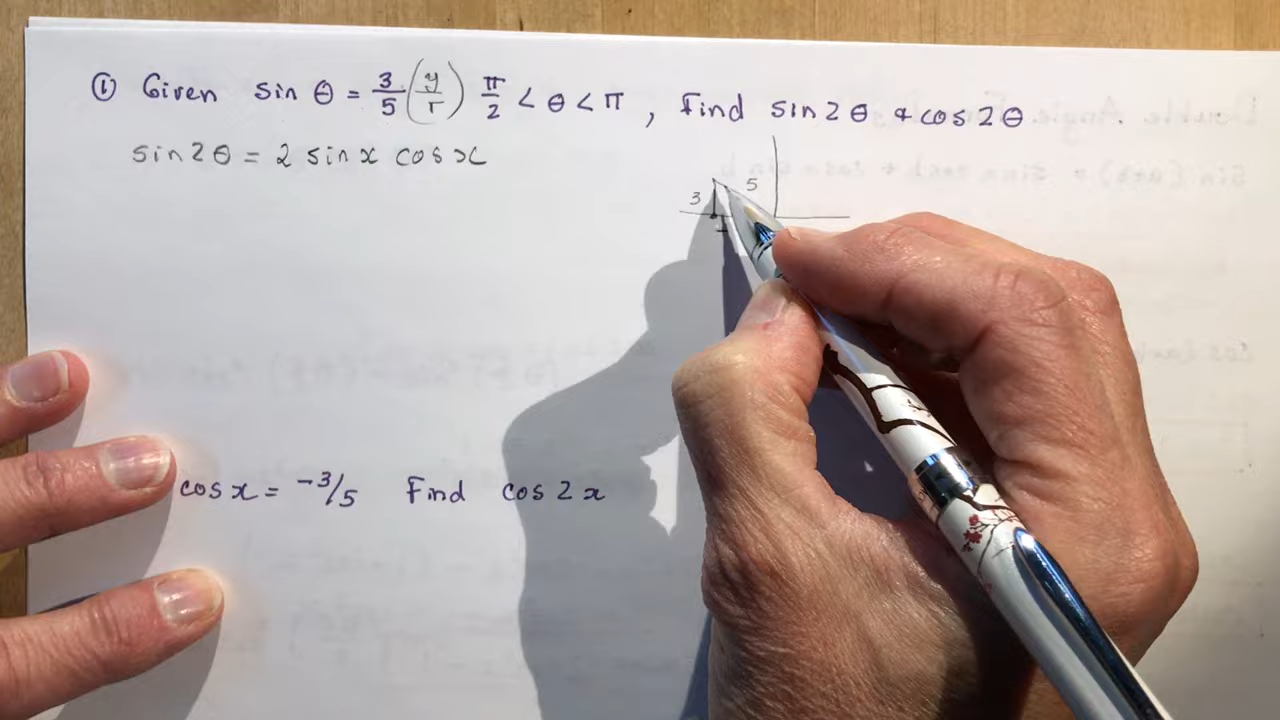 ① Given sin θ = 3/5 (y/r) π/2 < θ < π , Find sin 2θ & cos 2θ
sin 2θ = 2 sin x cos x
5
3
cos x = -3/5 Find cos 2x